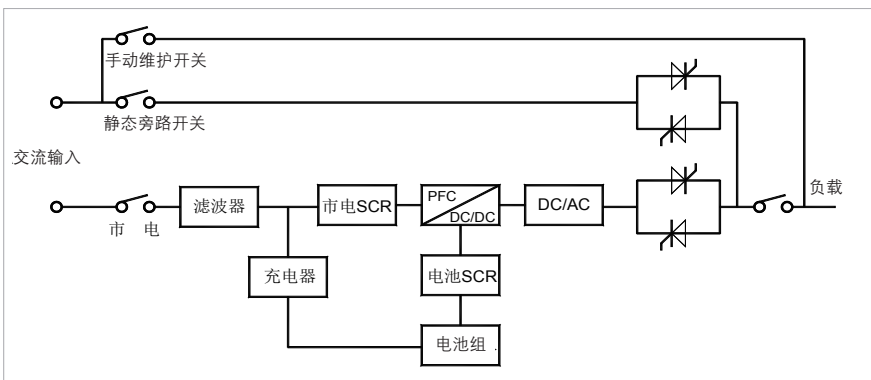 手动维护开关
静态旁路开关
交流输入
负载
滤波器
市电SCR
PFC
DC/DC
DC/AC
市 电
充电器
电池SCR
电池组